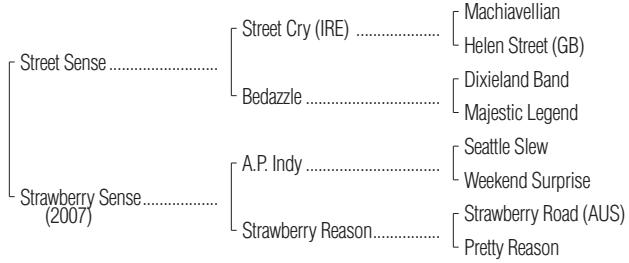 Machiavellian
Street Cry (IRE) ....................
Helen Street (GB)
Street Sense ..........................
Dixieland Band
Bedazzle ................................
Majestic Legend
Seattle Slew
A.P. Indy ................................
Weekend Surprise
Strawberry Sense..................
(2007)
Strawberry Road (AUS)
Strawberry Reason................
Pretty Reason